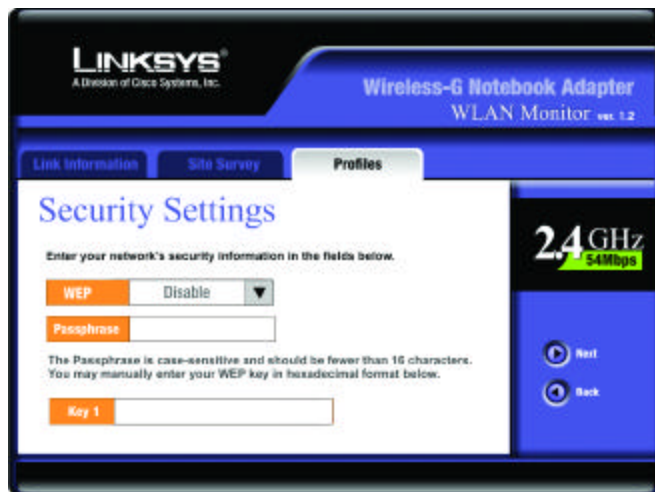 LINKSYS®
A Division of Cisco Systems, Inc.
Wireless-G Notebook Adapter
WLAN Monitor ver. 1.2
Link Information
Site Survey
Profiles
Security Settings
Enter your network's security information in the fields below.
WEP
Disable
Passphrase
The Passphrase is case-sensitive and should be fewer than 16 characters.
You may manually enter your WEP key in hexadecimal format below.
Key 1
2.4 GHz
54Mbps
Next
Back